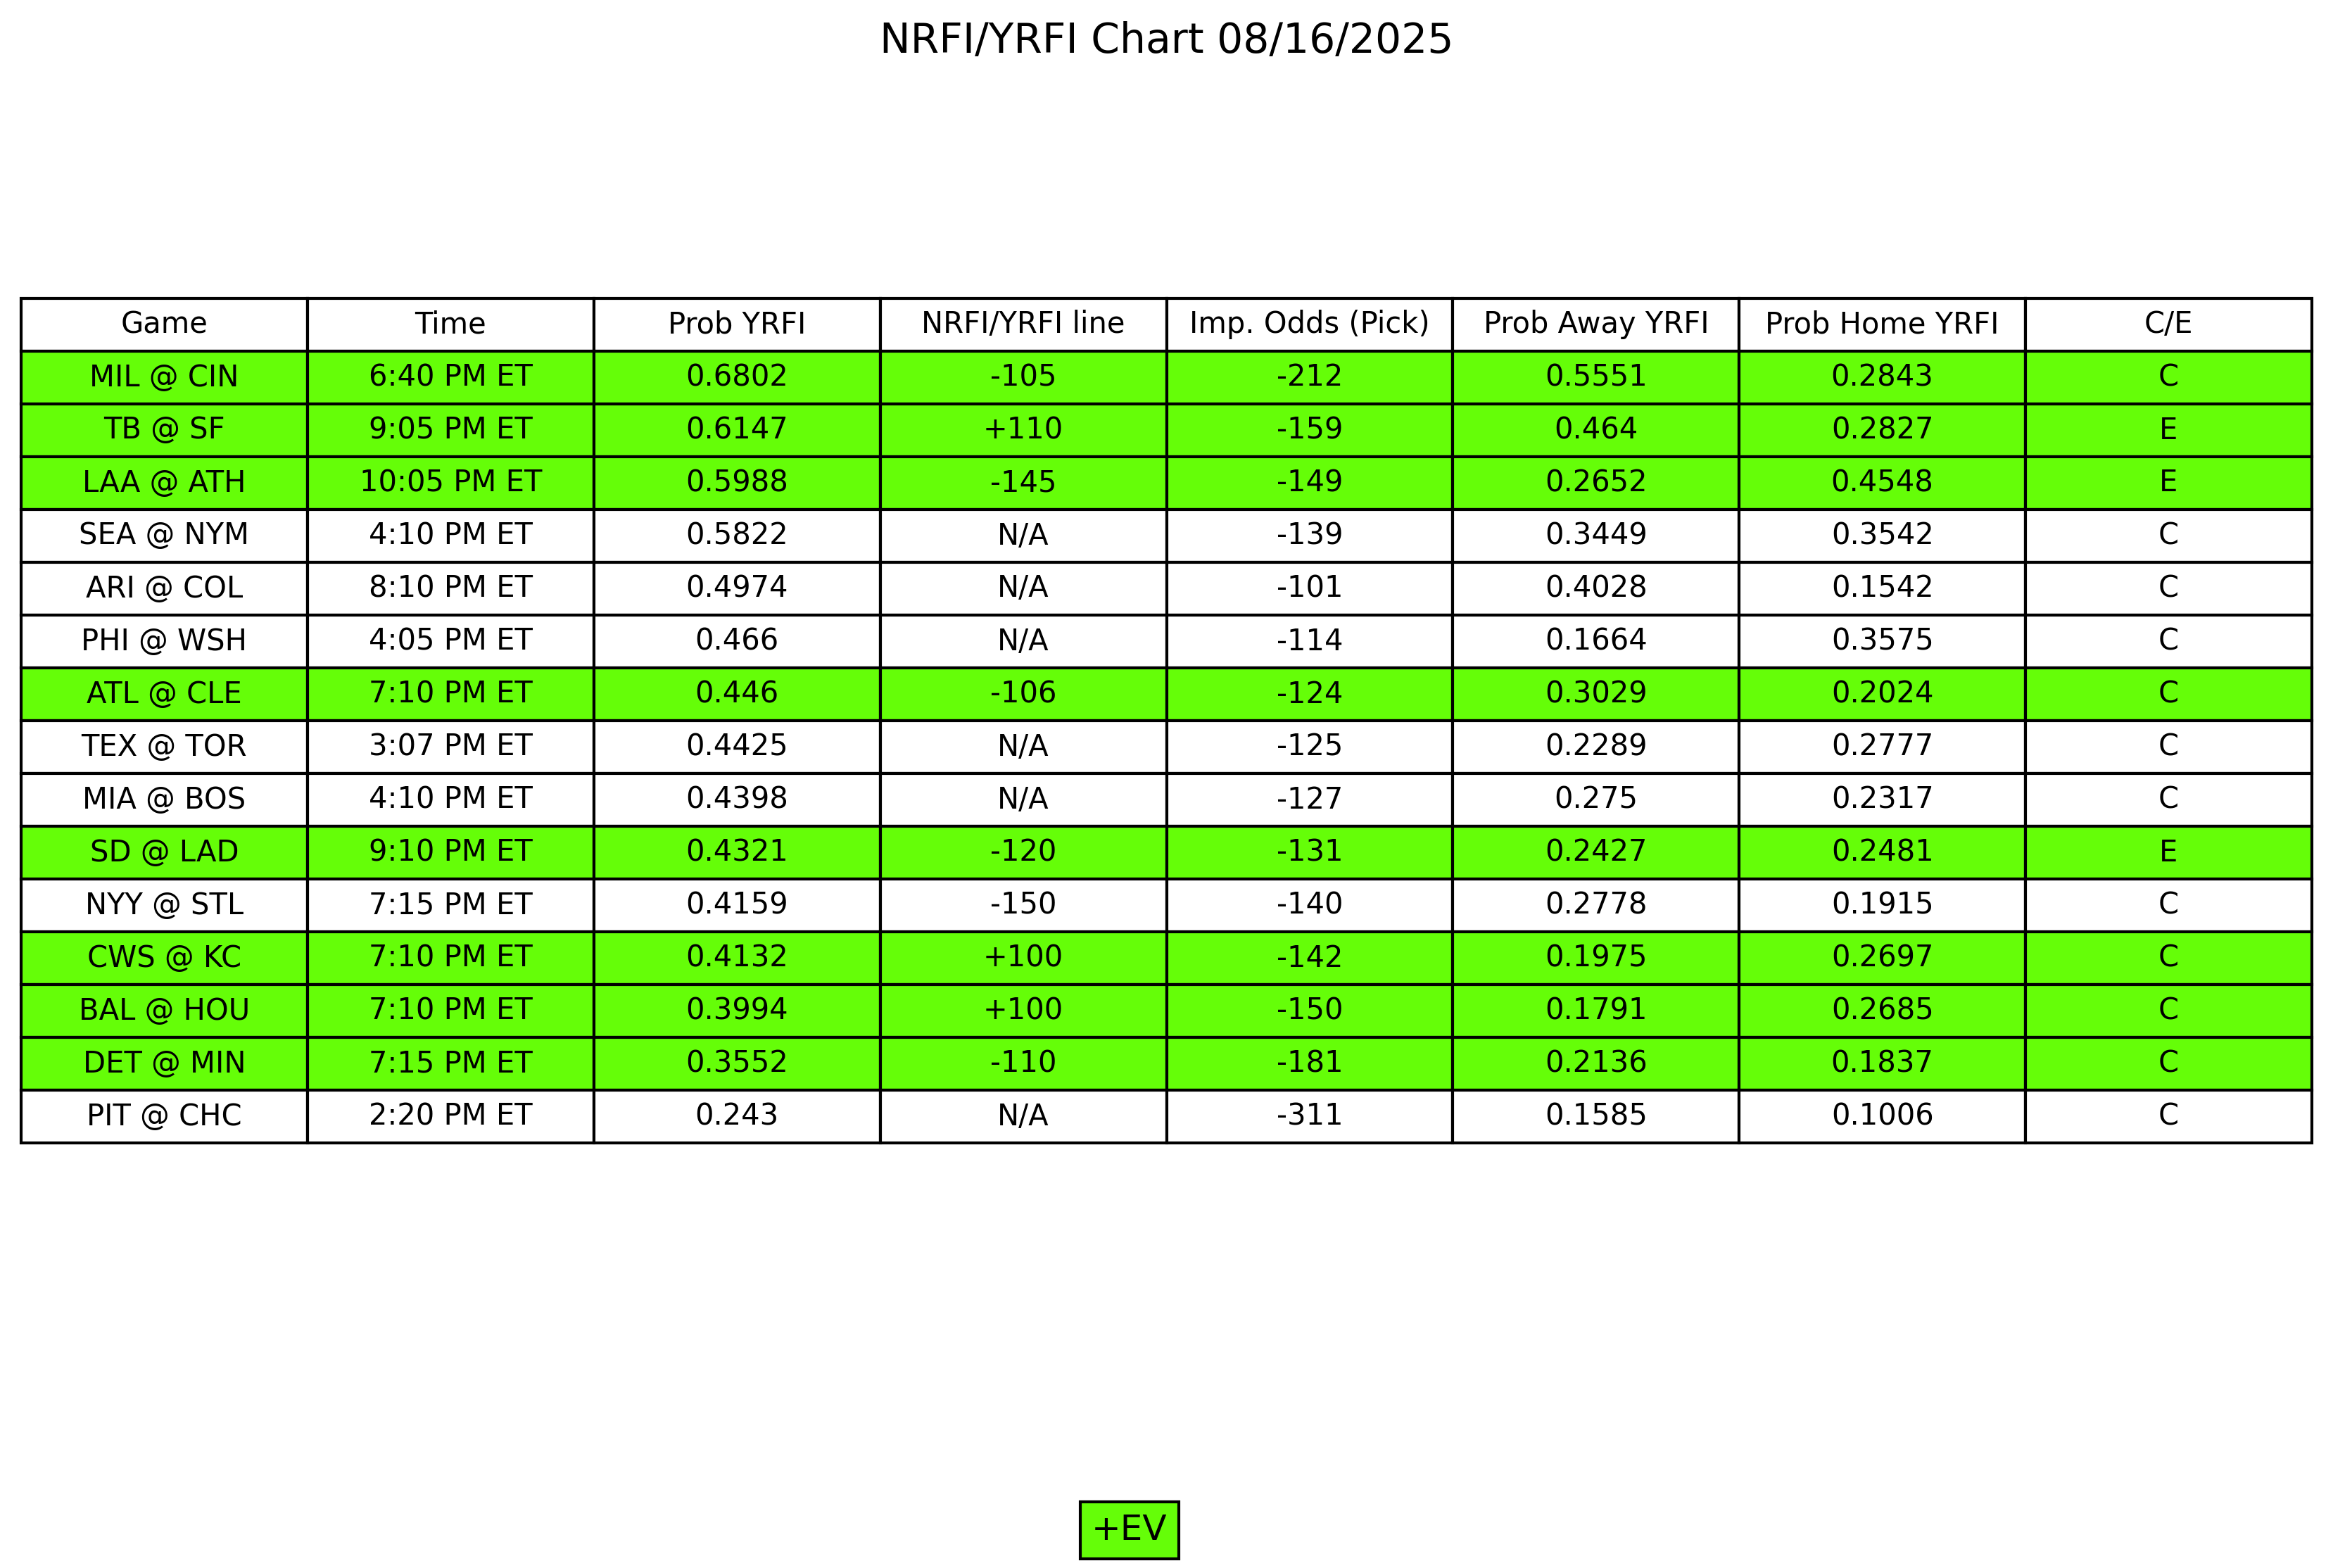 NRFI/YRFI Chart 08/16/2025
Game Time Prob YRFI NRFI/YRFI line Imp. Odds (Pick) Prob Away YRFI Prob Home YRFI C/E
MIL @ CIN 6:40 PM ET 0.6802 -105 -212 0.5551 0.2843 C
TB @ SF 9:05 PM ET 0.6147 +110 -159 0.464 0.2827 E
LAA @ ATH 10:05 PM ET 0.5988 -145 -149 0.2652 0.4548 E
SEA @ NYM 4:10 PM ET 0.5822 N/A -139 0.3449 0.3542 C
ARI @ COL 8:10 PM ET 0.4974 N/A -101 0.4028 0.1542 C
PHI @ WSH 4:05 PM ET 0.466 N/A -114 0.1664 0.3575 C
ATL @ CLE 7:10 PM ET 0.446 -106 -124 0.3029 0.2024 C
TEX @ TOR 3:07 PM ET 0.4425 N/A -125 0.2289 0.2777 C
MIA @ BOS 4:10 PM ET 0.4398 N/A -127 0.275 0.2317 C
SD @ LAD 9:10 PM ET 0.4321 -120 -131 0.2427 0.2481 E
NYY @ STL 7:15 PM ET 0.4159 -150 -140 0.2778 0.1915 C
CWS @ KC 7:10 PM ET 0.4132 +100 -142 0.1975 0.2697 C
BAL @ HOU 7:10 PM ET 0.3994 +100 -150 0.1791 0.2685 C
DET @ MIN 7:15 PM ET 0.3552 -110 -181 0.2136 0.1837 C
PIT @ CHC 2:20 PM ET 0.243 N/A -311 0.1585 0.1006 C
+EV